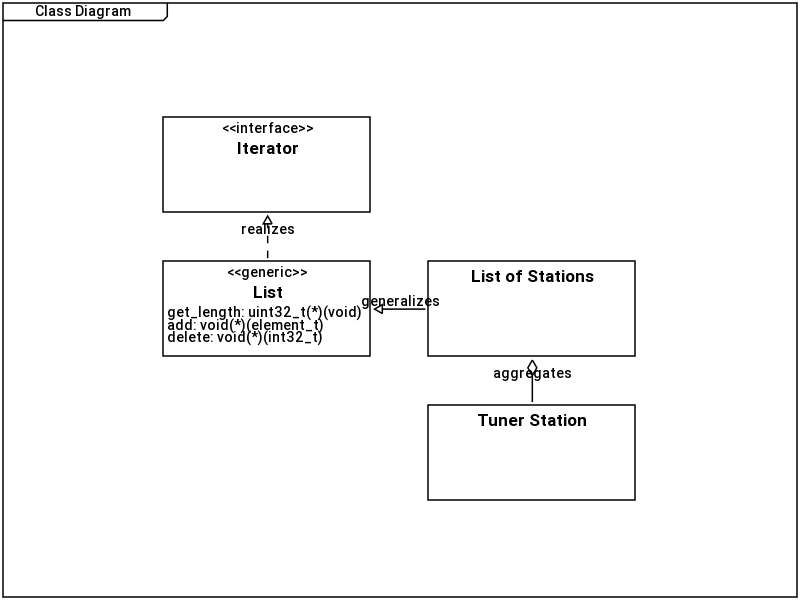 Class Diagram
<<interface>>
Iterator
realizes
<<generic>>
List
get_length: uint32_t(*)(void)
add: void(*)(element_t)
delete: void(*)(int32_t)
generalizes
List of Stations
aggregates
Tuner Station